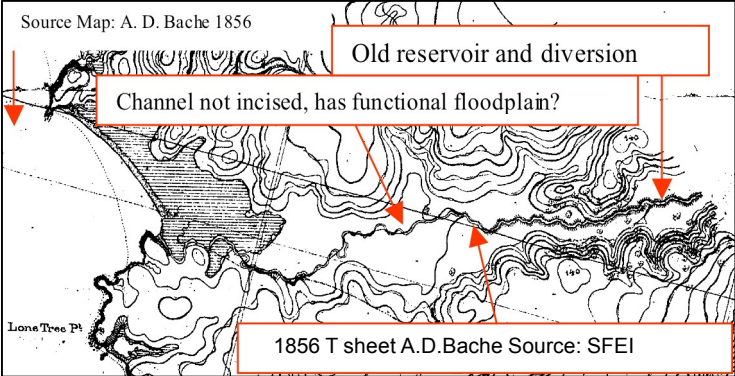 Source Map: A. D. Bache 1856
Old reservoir and diversion
Channel not incised, has functional floodplain?
140
140
Lone Tree Pt.
1856 T sheet A.D.Bache Source: SFEI